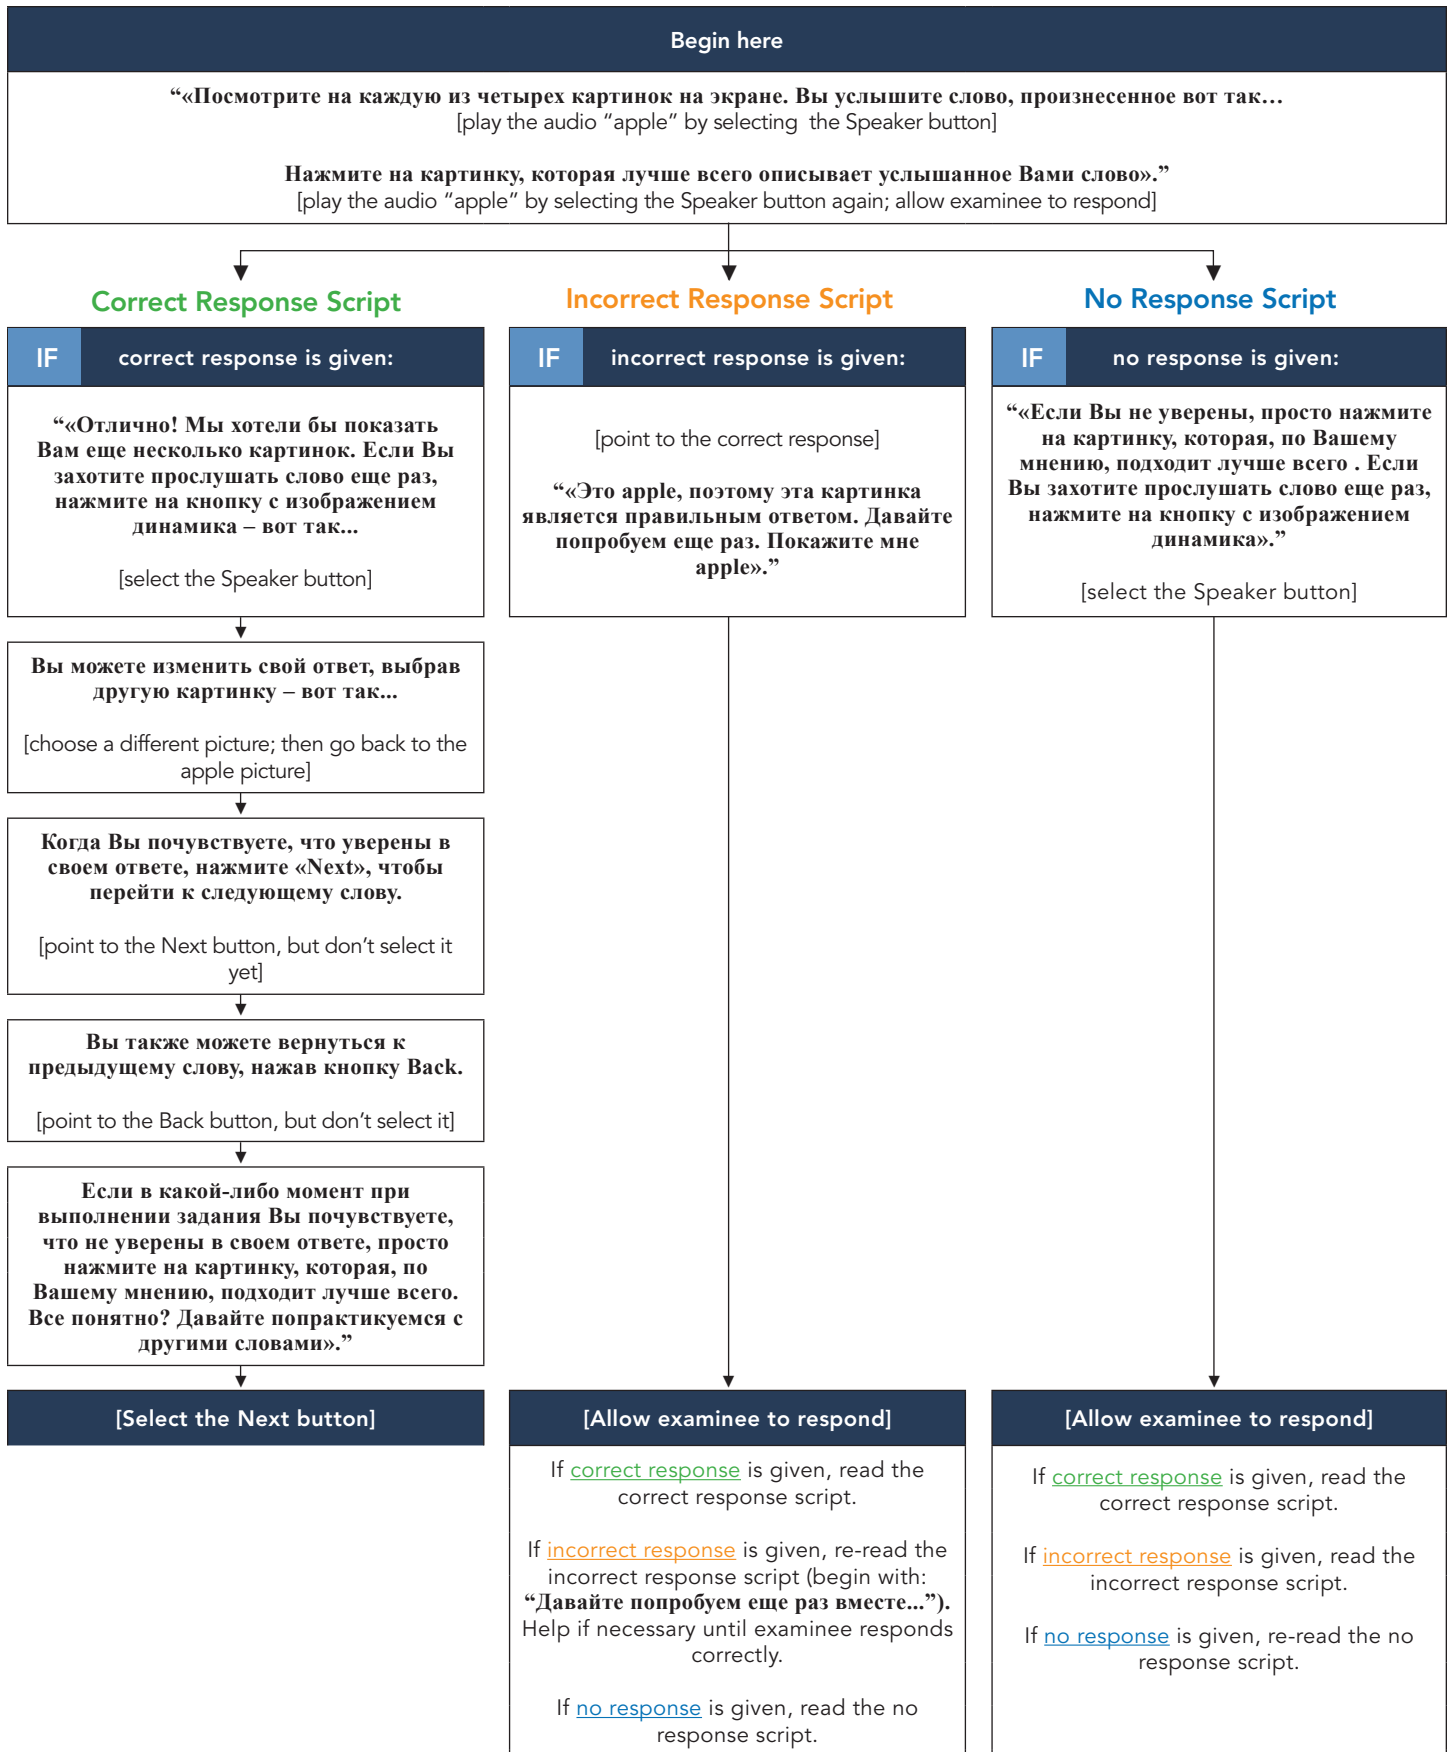 Begin here
“«Посмотрите на каждую из четырех картинок на экране. Вы услышите слово, произнесенное вот так…
[play the audio “apple” by selecting the Speaker button]
Нажмите на картинку, которая лучше всего описывает услышанное Вами слово».”
[play the audio “apple” by selecting the Speaker button again; allow examinee to respond]
Correct Response Script
IF correct response is given:
“«Отлично! Мы хотели бы показать
Вам еще несколько картинок. Если Вы
захотите прослушать слово еще раз,
нажмите на кнопку с изображением
динамика – вот так...
[select the Speaker button]
Вы можете изменить свой ответ, выбрав
другую картинку – вот так...
[choose a different picture; then go back to the
apple picture]
Когда Вы почувствуете, что уверены в
своем ответе, нажмите «Next», чтобы
перейти к следующему слову.
[point to the Next button, but don’t select it
yet]
Вы также можете вернуться к
предыдущему слову, нажав кнопку Back.
[point to the Back button, but don’t select it]
Если в какой-либо момент при
выполнении задания Вы почувствуете,
что не уверены в своем ответе, просто
нажмите на картинку, которая, по
Вашему мнению, подходит лучше всего.
Все понятно? Давайте попрактикуемся с
другими словами».”
[Select the Next button]
Incorrect Response Script
IF incorrect response is given:
[point to the correct response]
“«Это apple, поэтому эта картинка
является правильным ответом. Давайте
попробуем еще раз. Покажите мне
apple».”
[Allow examinee to respond]
If correct response is given, read the
correct response script.
If incorrect response is given, re-read the
incorrect response script (begin with:
“Давайте попробуем еще раз вместе...”).
Help if necessary until examinee responds
correctly.
If no response is given, read the no
response script.
No Response Script
IF no response is given:
“«Если Вы не уверены, просто нажмите
на картинку, которая, по Вашему
мнению, подходит лучше всего . Если
Вы захотите прослушать слово еще раз,
нажмите на кнопку с изображением
динамика».”
[select the Speaker button]
[Allow examinee to respond]
If correct response is given, read the
correct response script.
If incorrect response is given, read the
incorrect response script.
If no response is given, re-read the no
response script.